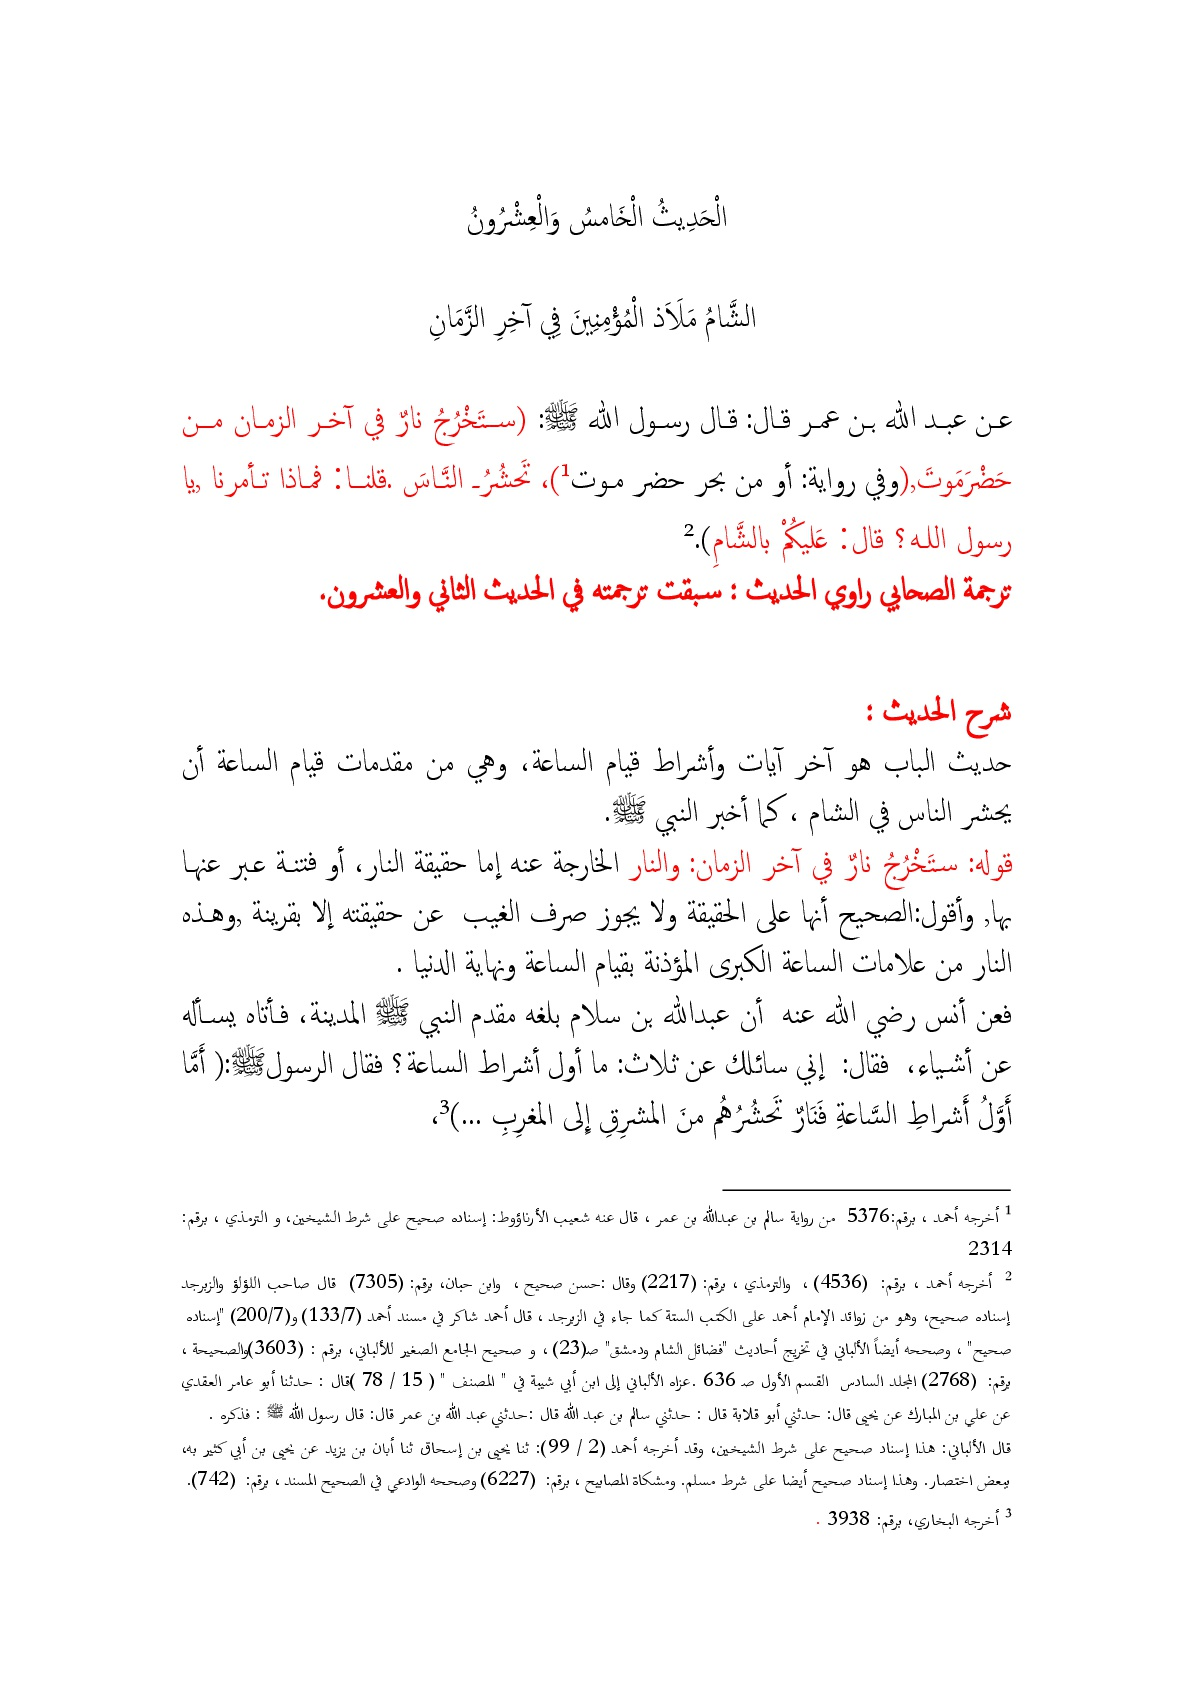 الْحَدِيثُ الْخَامسُ وَالْعِشْرُونُ
الشَّامُ مَلَاَذ الْمُؤْمِنِينَ فِي آخِرِ الزَّمَانِ
عن عبد الله بن عمر قال: قال رسول الله ﷺ: (ستَخْرُجُ نارٌ في آخر الزمان من
حَضْرَمَوتَ,(وفي رواية: أو من بحر حضر موت1)، تَحشُرُ النَّاسَ .قلنا: فماذا تأمرنا ,يا
رسول الله؟ قال: عَليكُمْ بالشَّامِ).2
ترجمة الصحابي راوي الحديث : سبقت ترجمته في الحديث الثاني والعشرون.
شرح الحديث :
حديث الباب هو آخر آيات وأشراط قيام الساعة، وهي من مقدمات قيام الساعة أن
يحشر الناس في الشام ، كما أخبر النبي ﷺ.
قوله: ستَخْرُجُ نارٌ في آخر الزمان: والنار الخارجة عنه إما حقيقة النار، أو فتنة عبر عنها
بها, وأقول:الصحيح أنها على الحقيقة ولا يجوز صرف الغيب عن حقيقته إلا بقرينة ,وهذه
النار من علامات الساعة الكبرى المؤذنة بقيام الساعة ونهاية الدنيا .
فعن أنس رضي الله عنه أن عبدالله بن سلام بلغه مقدم النبي ﷺ المدينة، فأتاه يسأله
عن أشياء، فقال: إني سائلك عن ثلاث: ما أول أشراط الساعة؟ فقال الرسولﷺ:( أَمَّا
أَوَّلُ أَشراطِ السَّاعةِ فَنَارٌ تَحشُرُهُم منَ المشرِقِ إِلى المغرِبِ ...)3،
1 أخرجه أحمد ، برقم:5376 من رواية سالم بن عبدالله بن عمر ، قال عنه شعيب الأرناؤوط: إسناده صحيح على شرط الشيخين، و الترمذي ، برقم:
2314
2 أخرجه أحمد ، برقم: (4536) ، والترمذي ، برقم: (2217) وقال :حسن صحيح ، وابن حبان، برقم: (7305) قال صاحب اللؤلؤ والزبرجد
إسناده صحيح، وهو من زوائد الإمام أحمد على الكتب الستة كما جاء في الزبرجد ، قال أحمد شاكر في مسند أحمد (133/7) و(200/7) "إسناده
صحيح" ، وصححه أيضاً الألباني في تخريج أحاديث "فضائل الشام ودمشق" صـ(23) ، و صحيح الجامع الصغير للألباني، برقم : (3603)والصحيحة ،
برقم: (2768) المجلد السادس القسم الأول صـ 636 .عزاه الألباني إلى ابن أبي شيبة في " المصنف " ( 15 / 78 )قال : حدثنا أبو عامر العقدي
عن علي بن المبارك عن يحيى قال: حدثني أبو قلابة قال : حدثني سالم بن عبد الله قال :حدثني عبد الله بن عمر قال: قال رسول الله ﷺ : فذكره .
قال الألباني: هذا إسناد صحيح على شرط الشيخين، وقد أخرجه أحمد (2 / 99): ثنا يحيى بن إسحاق ثنا أبان بن يزيد عن يحيى بن أبي كثير به،
ببعض اختصار. وهذا إسناد صحيح أيضا على شرط مسلم. ومشكاة المصابيح ، برقم: (6227) وصححه الوادعي في الصحيح المسند ، برقم: (742).
3 أخرجه البخاري، برقم: 3938 .